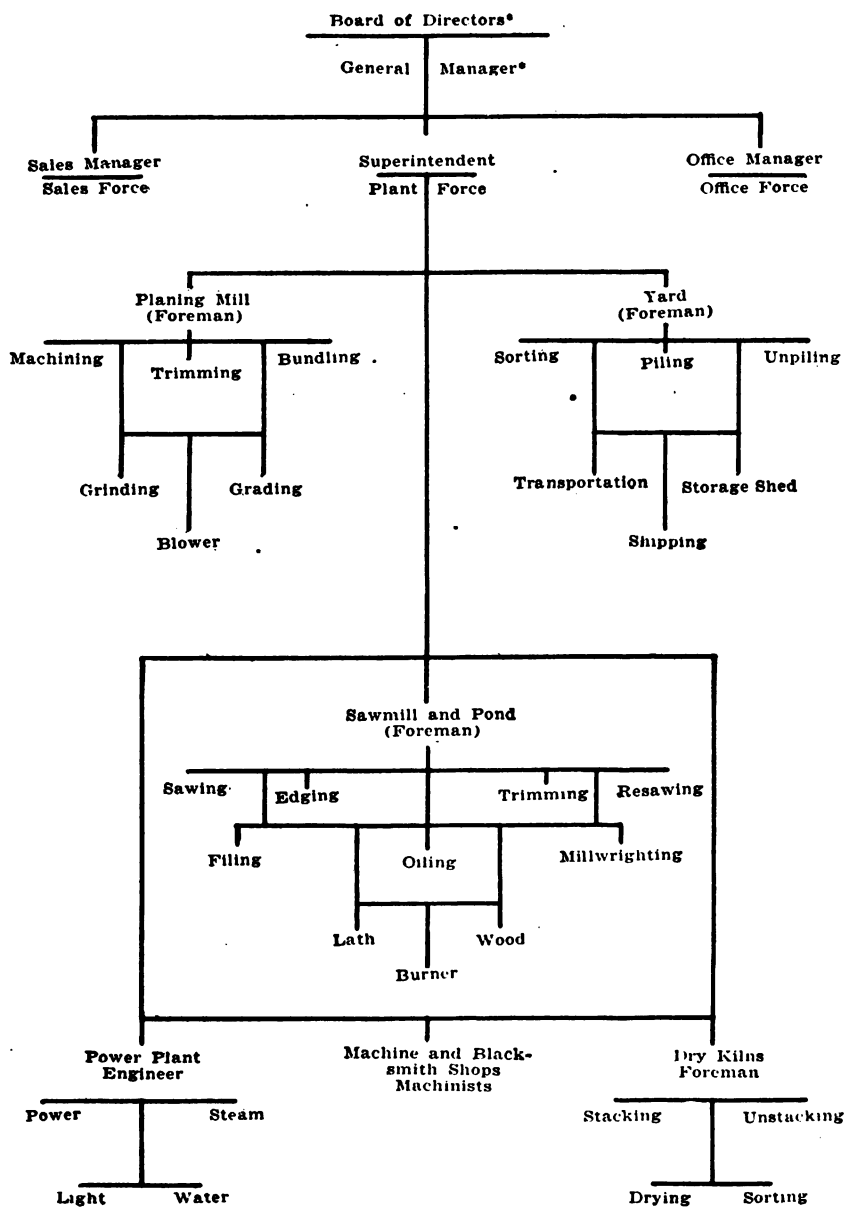 Board of Directors*
General Manager*
Sales Manager
Sales Force
Superintendent
Plant Force
Office Manager
Office Force
Planing Mill
(Foreman)
Yard
(Foreman)
Machining
Trimming
Bundling
Sorting
Piling
Unpiling
Grinding
Grading
Blower
Transportation
Storage Shed
Shipping
Sawmill and Pond
(Foreman)
Sawing
Edging
Trimming
Resawing
Filing
Oiling
Millwrighting
Lath
Wood
Burner
Power Plant
Engineer
Machine and Black-
smith Shops
Machinists
Dry Kilns
Foreman
Power
Steam
Stacking
Unstacking
Light
Water
Drying
Sorting